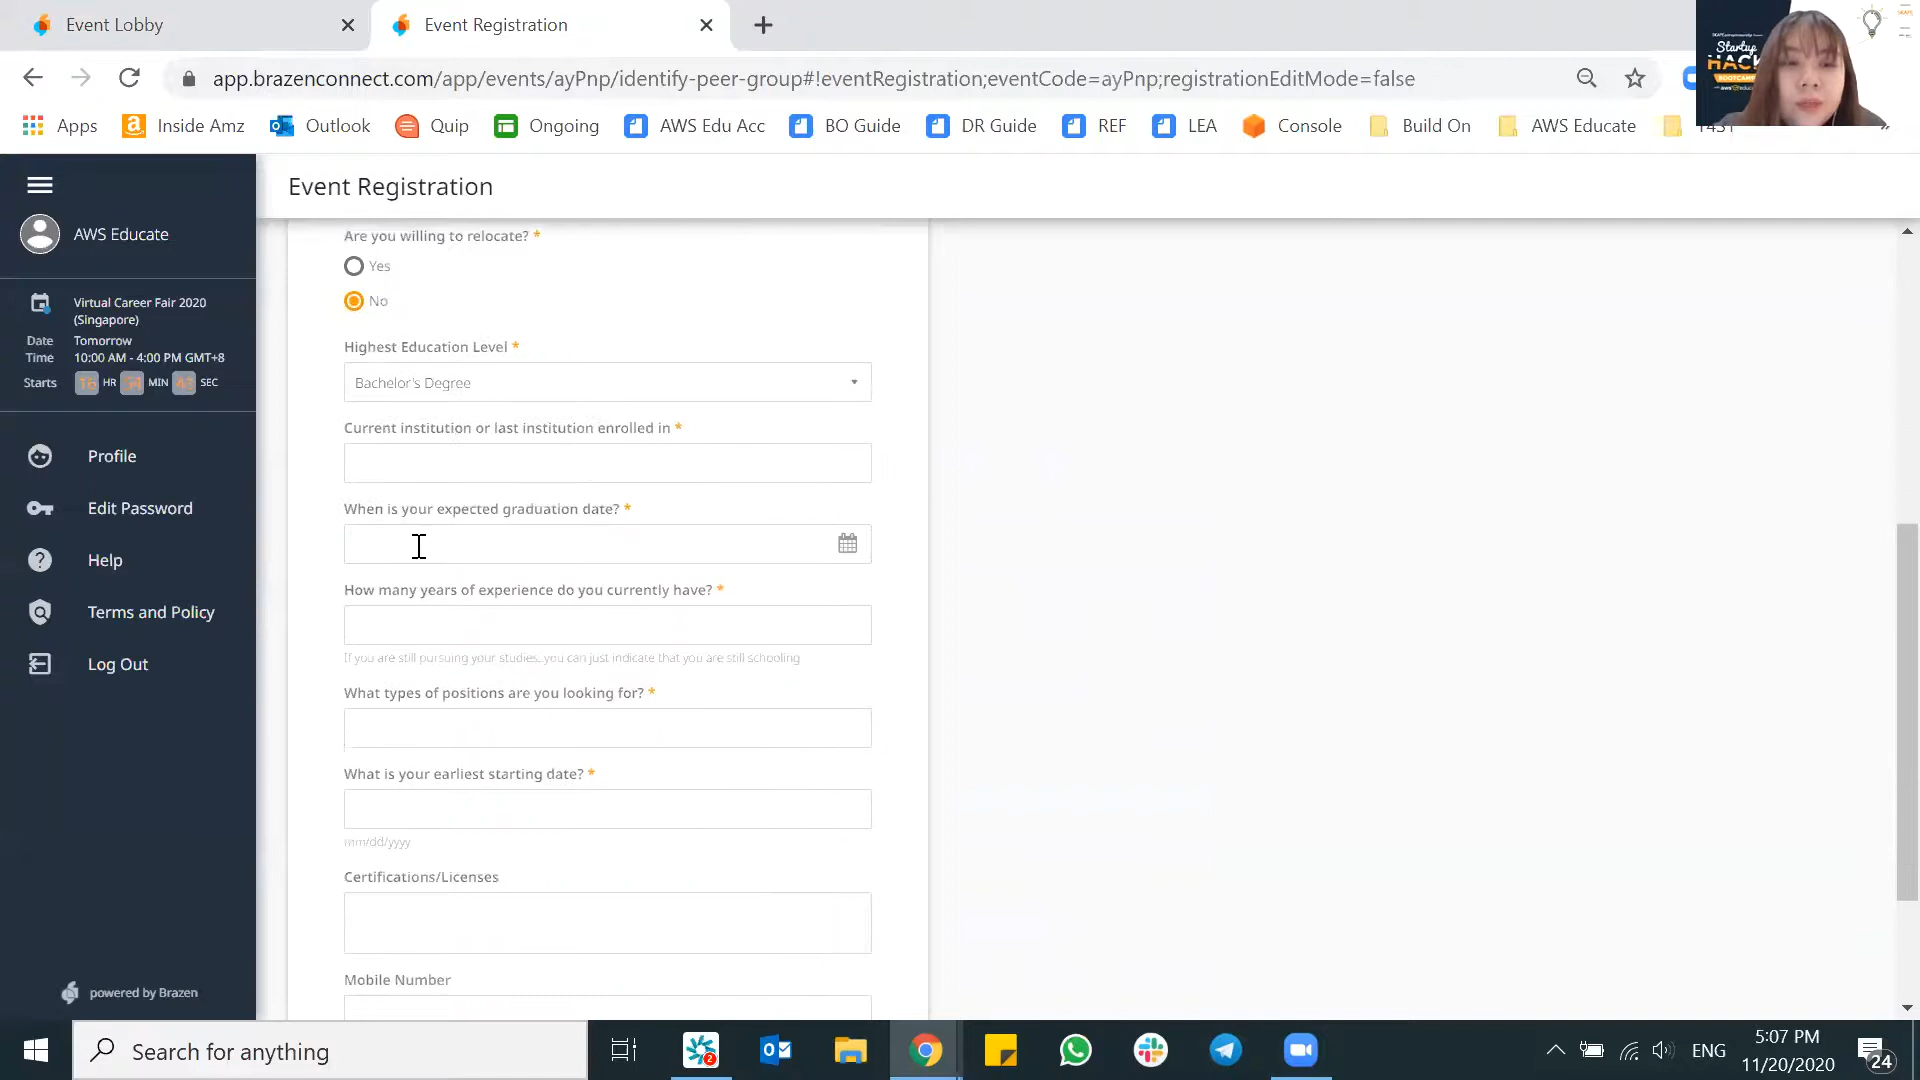 Event Lobby
Event Registration
app.brazenconnect.com/app/events/ayPnp/identify-peer-group#!eventRegistration;eventCode=ayPnp;registrationEditMode=false
Apps
Inside Amz
Outlook
Quip
Ongoing
AWS Edu Acc
BO Guide
DR Guide
REF
LEA
Console
Build On
AWS Educate
Startup
HACK
BOOTCAMP
AWS Educate
Virtual Career Fair 2020
(Singapore)
Date Tomorrow
Time 10:00 AM - 4:00 PM GMT+8
Starts HR MIN SEC
Profile
Edit Password
Help
Terms and Policy
Log Out
powered by Brazen
Event Registration
Are you willing to relocate? *
Yes
No
Highest Education Level *
Bachelor's Degree
Current institution or last institution enrolled in *
When is your expected graduation date? *
How many years of experience do you currently have? *
If you are still pursuing your studies, you can just indicate that you are still schooling
What types of positions are you looking for? *
What is your earliest starting date? *
mm/dd/yyyy
Certifications/Licenses
Mobile Number
Search for anything
2
ENG
5:07 PM
11/20/2020
24